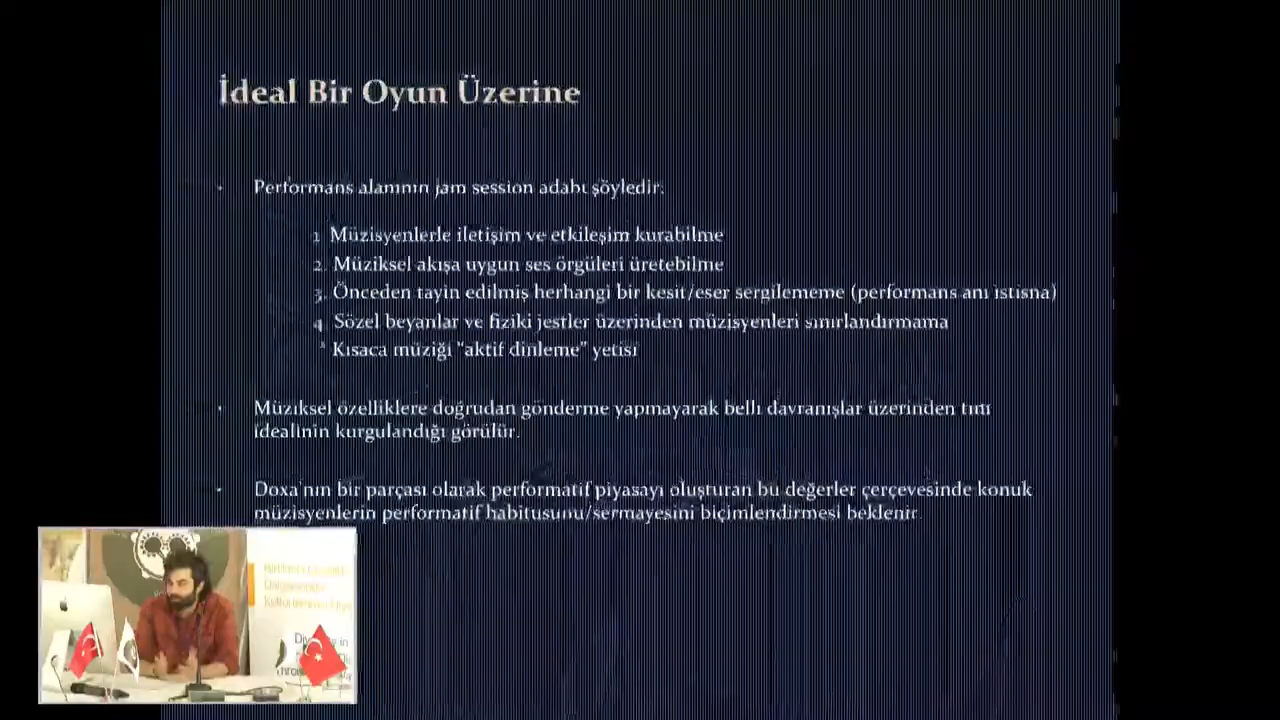 İdeal Bir Oyun Üzerine
• Performans alanının jam session adabı şöyledir:
1. Müzisyenlerle iletişim ve etkileşim kurabilme
2. Müziksel akışa uygun ses örgüleri üretebilme
3. Önceden tayin edilmiş herhangi bir kesit/eser sergilememe (performans anı istisna)
4. Sözel beyanlar ve fiziki jestler üzerinden müzisyenleri sınırlandırmama
* Kısaca müziği “aktif dinleme” yetisi
• Müziksel özelliklere doğrudan gönderme yapmayarak belli davranışlar üzerinden tını
idealinin kurgulandığı görülür.
• Doxa'nın bir parçası olarak performatif piyasayı oluşturan bu değerler çerçevesinde konuk
müzisyenlerin performatif habitusunu/sermayesini biçimlendirmesi beklenir.